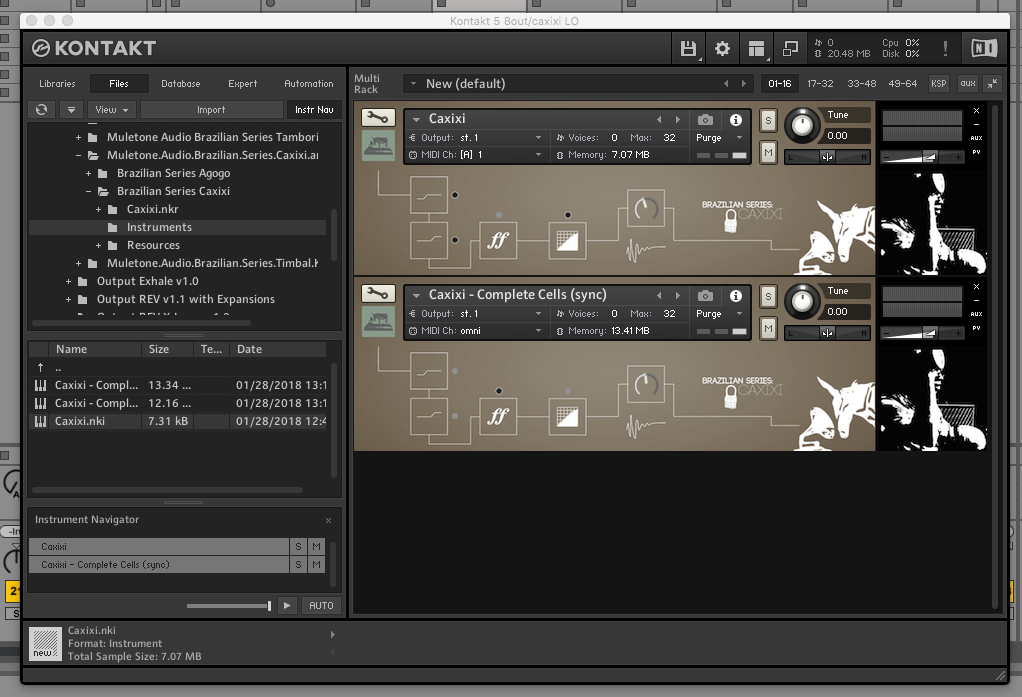 Kontakt 5 8out/caxixi LO
KONTAKT
0
20.48 MB
Cpu 0%
Disk 0%
!
NI
Libraries Files Database Expert Automation
View Import Instr Nav
Muletone Audio Brazilian Series Tambori
Muletone.Audio.Brazilian.Series.Caxixi.
Brazilian Series Agogo
Brazilian Series Caxixi
Caxixi.nkr
Instruments
Resources
Muletone.Audio.Brazilian.Series.Timbal.
Output Exhale v1.0
Output REV v1.1 with Expansions
Name Size Te... Date
..
Caxixi - Compl... 13.34 ... 01/28/2018 13:1
Caxixi - Compl... 12.16 ... 01/28/2018 13:1
Caxixi.nki 7.31 kB 01/28/2018 12:4
Instrument Navigator ×
Caxixi S M
Caxixi - Complete Cells (sync) S M
AUTO
new
Caxixi.nki
Format: Instrument
Total Sample Size: 7.07 MB
Multi
Rack
New (default)
01-16 17-32 33-48 49-64 KSP aux
Caxixi
Output: st. 1 Voices: 0 Max: 32 Purge
MIDI Ch: [A] 1 Memory: 7.07 MB
S
M
Tune
0.00
L R
×
-
AUX
PV
- +
ff
BRAZILIAN SERIES:
CAXIXI
Caxixi - Complete Cells (sync)
Output: st. 1 Voices: 0 Max: 32 Purge
MIDI Ch: omni Memory: 13.41 MB
S
M
Tune
0.00
L R
×
-
AUX
PV
- +
ff
BRAZILIAN SERIES:
CAXIXI